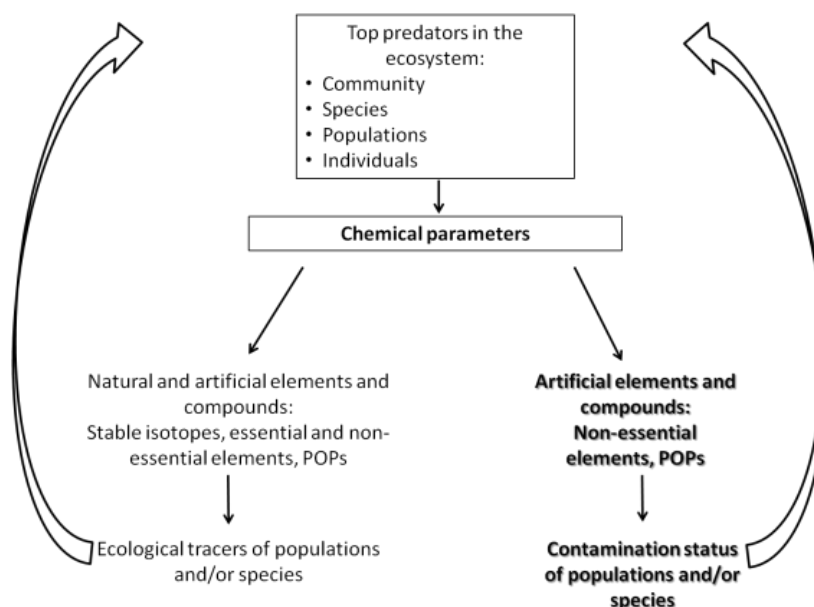 Top predators in the
ecosystem:
• Community
• Species
• Populations
• Individuals
Chemical parameters
Natural and artificial elements and
compounds:
Stable isotopes, essential and non-
essential elements, POPs
Artificial elements and
compounds:
Non-essential
elements, POPs
Ecological tracers of populations
and/or species
Contamination status
of populations and/or
species